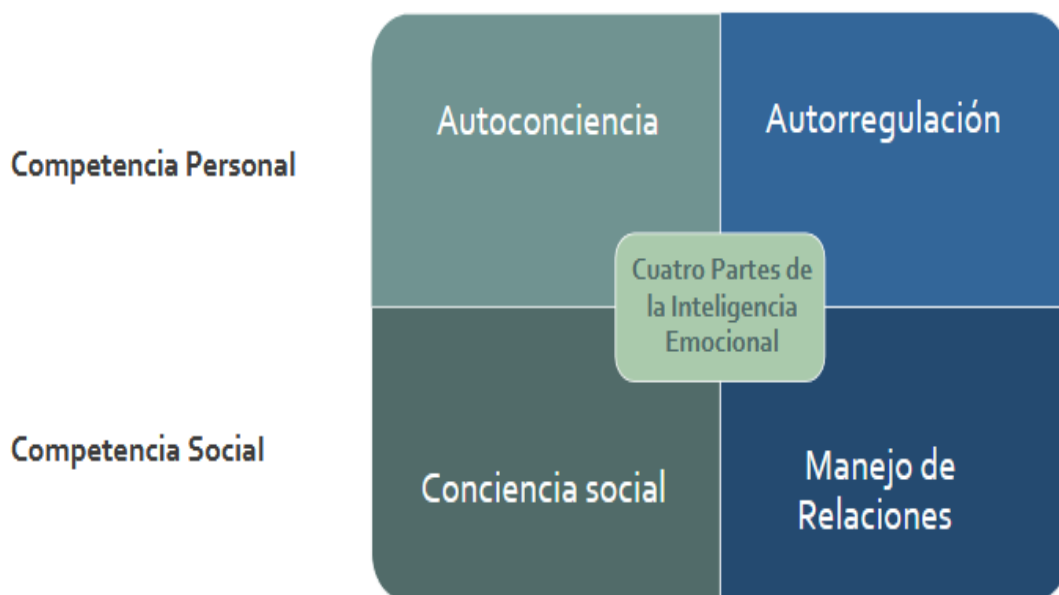 Competencia Personal
Autoconciencia
Autorregulación
Cuatro Partes de
la Inteligencia
Emocional
Competencia Social
Conciencia social
Manejo de
Relaciones